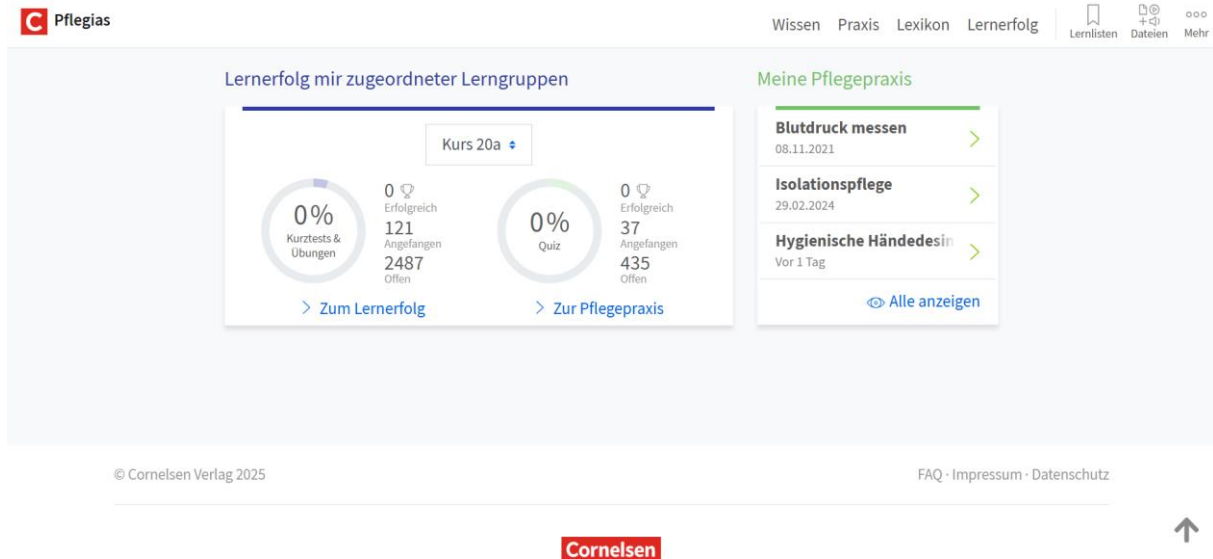 C Pflegias
Wissen Praxis Lexikon Lernerfolg
Lernlisten Dateien Mehr
Lernerfolg mir zugeordneter Lerngruppen
Kurs 20a
0%
Kurztests &
Übungen
0
Erfolgreich
121
Angefangen
2487
Offen
> Zum Lernerfolg
0%
Quiz
0
Erfolgreich
37
Angefangen
435
Offen
> Zur Pflegepraxis
Meine Pflegepraxis
Blutdruck messen
08.11.2021
Isolationspflege
29.02.2024
Hygienische Händedesin
Vor 1 Tag
Alle anzeigen
© Cornelsen Verlag 2025
FAQ · Impressum · Datenschutz
Cornelsen